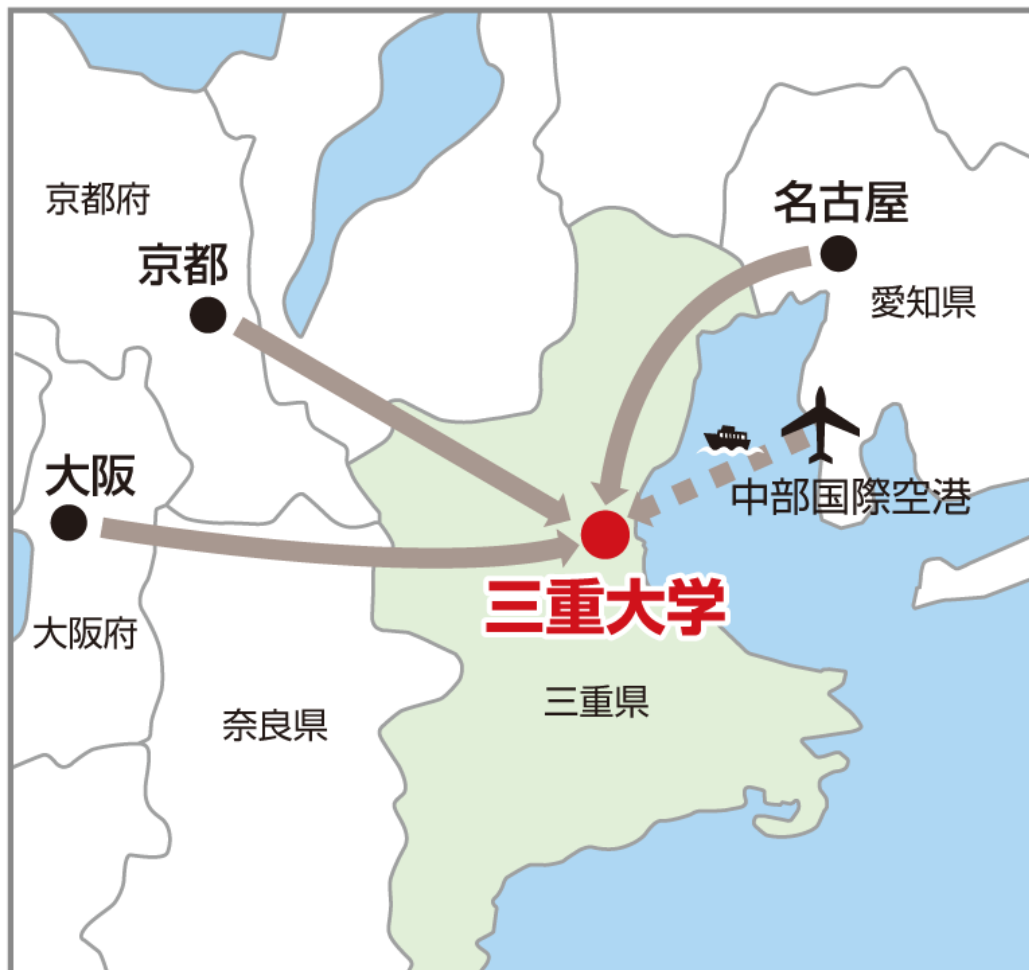 京都府
名古屋
京都
愛知県
大阪
中部国際空港
三重大学
大阪府
三重県
奈良県